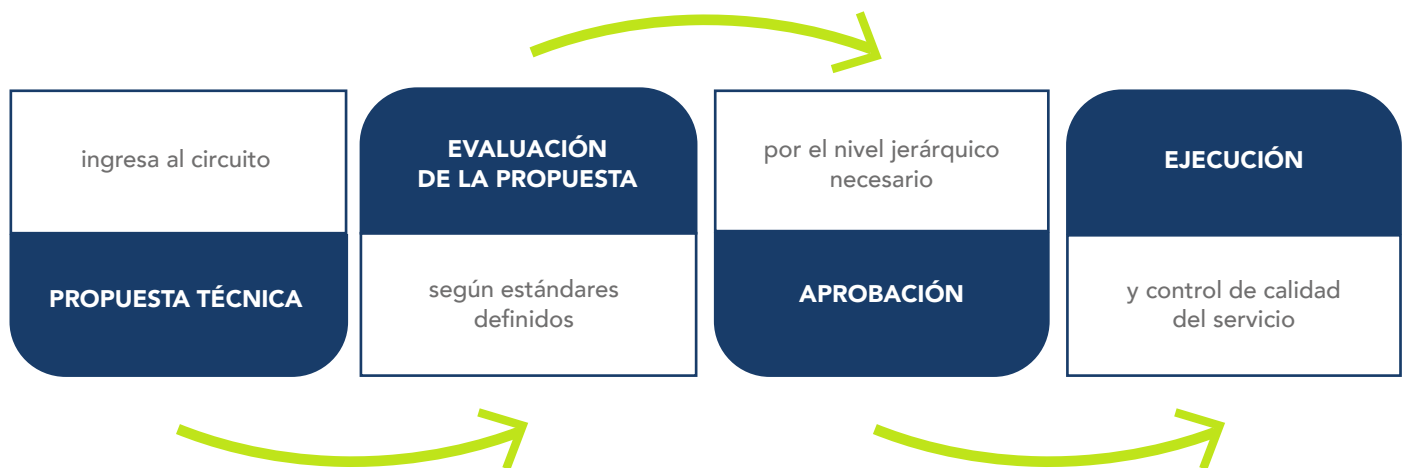 ingresa al circuito
PROPUESTA TÉCNICA
EVALUACIÓN
DE LA PROPUESTA
según estándares
definidos
por el nivel jerárquico
necesario
APROBACIÓN
EJECUCIÓN
y control de calidad
del servicio